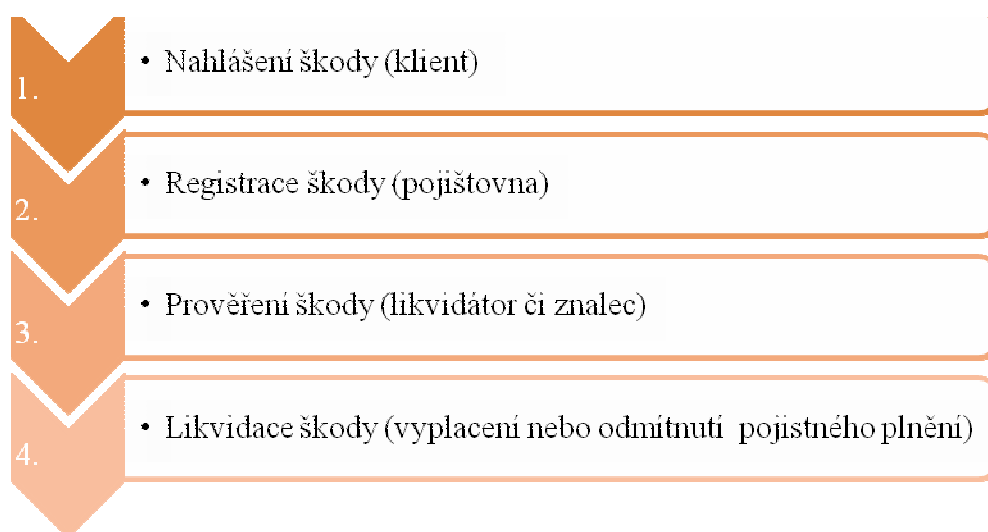 1. • Nahlášení škody (klient)
2. • Registrace škody (pojištovna)
3. • Prověření škody (likvidátor či znalec)
4. • Likvidace škody (vyplacení nebo odmítnutí pojistného plnění)